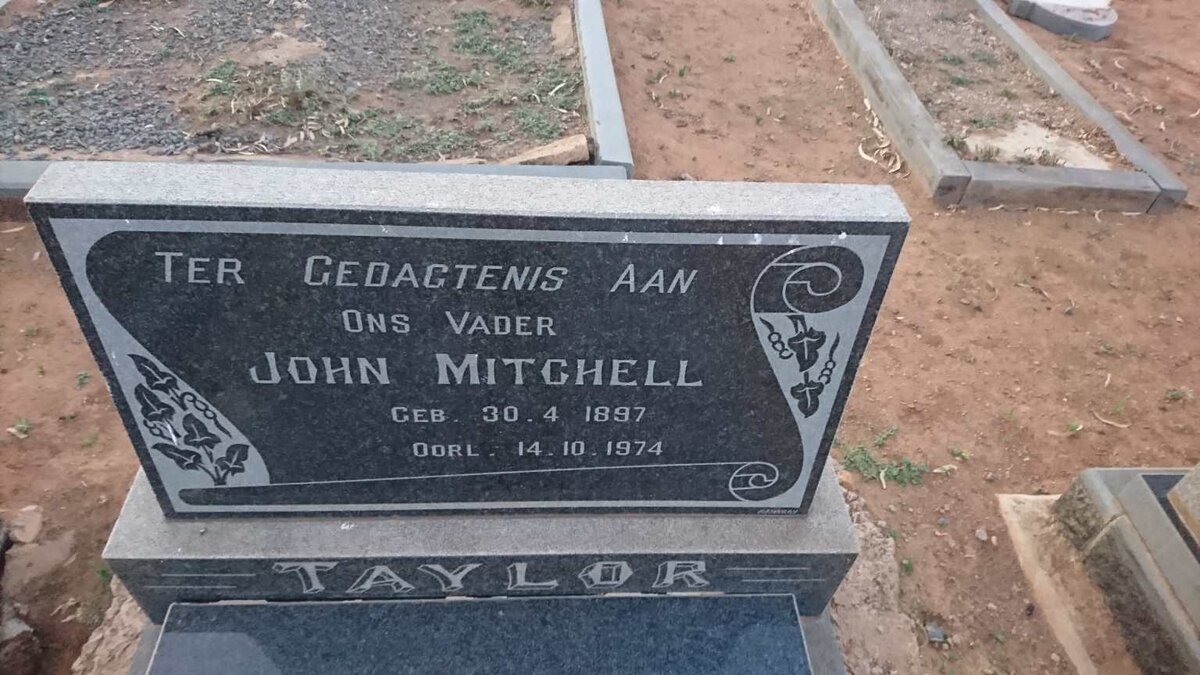 TER GEDAGTENIS AAN
ONS VADER
JOHN MITCHELL
GEB. 30.4 1897
OORL. 14.10.1974
TAYLOR